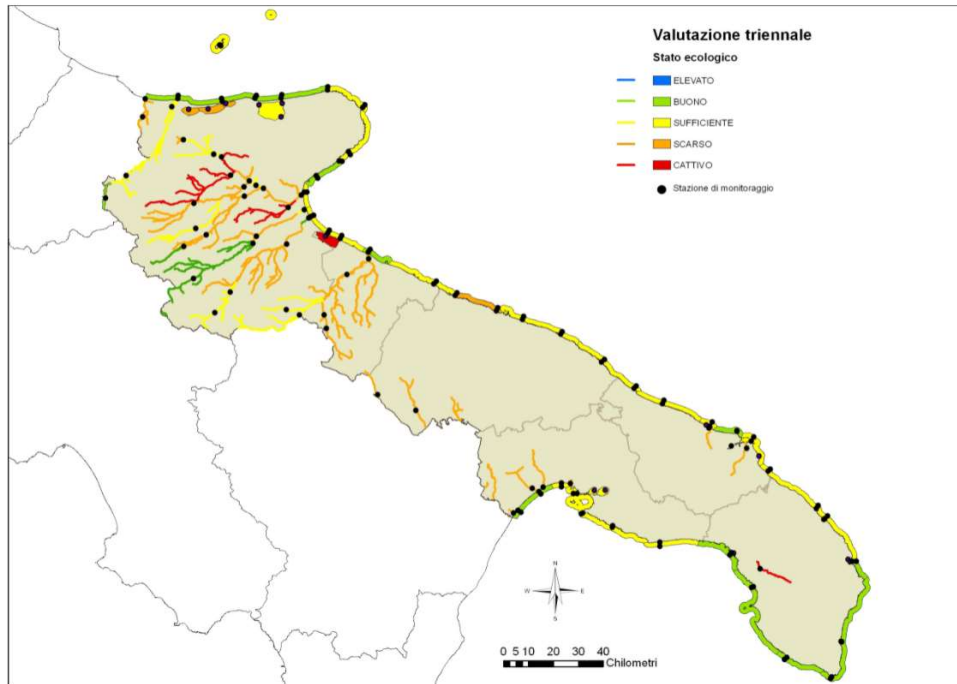 Valutazione triennale
Stato ecologico
ELEVATO
BUONO
SUFFICIENTE
SCARSO
CATTIVO
Stazione di monitoraggio
N
W E
S
0 5 10 20 30 40
Chilometri